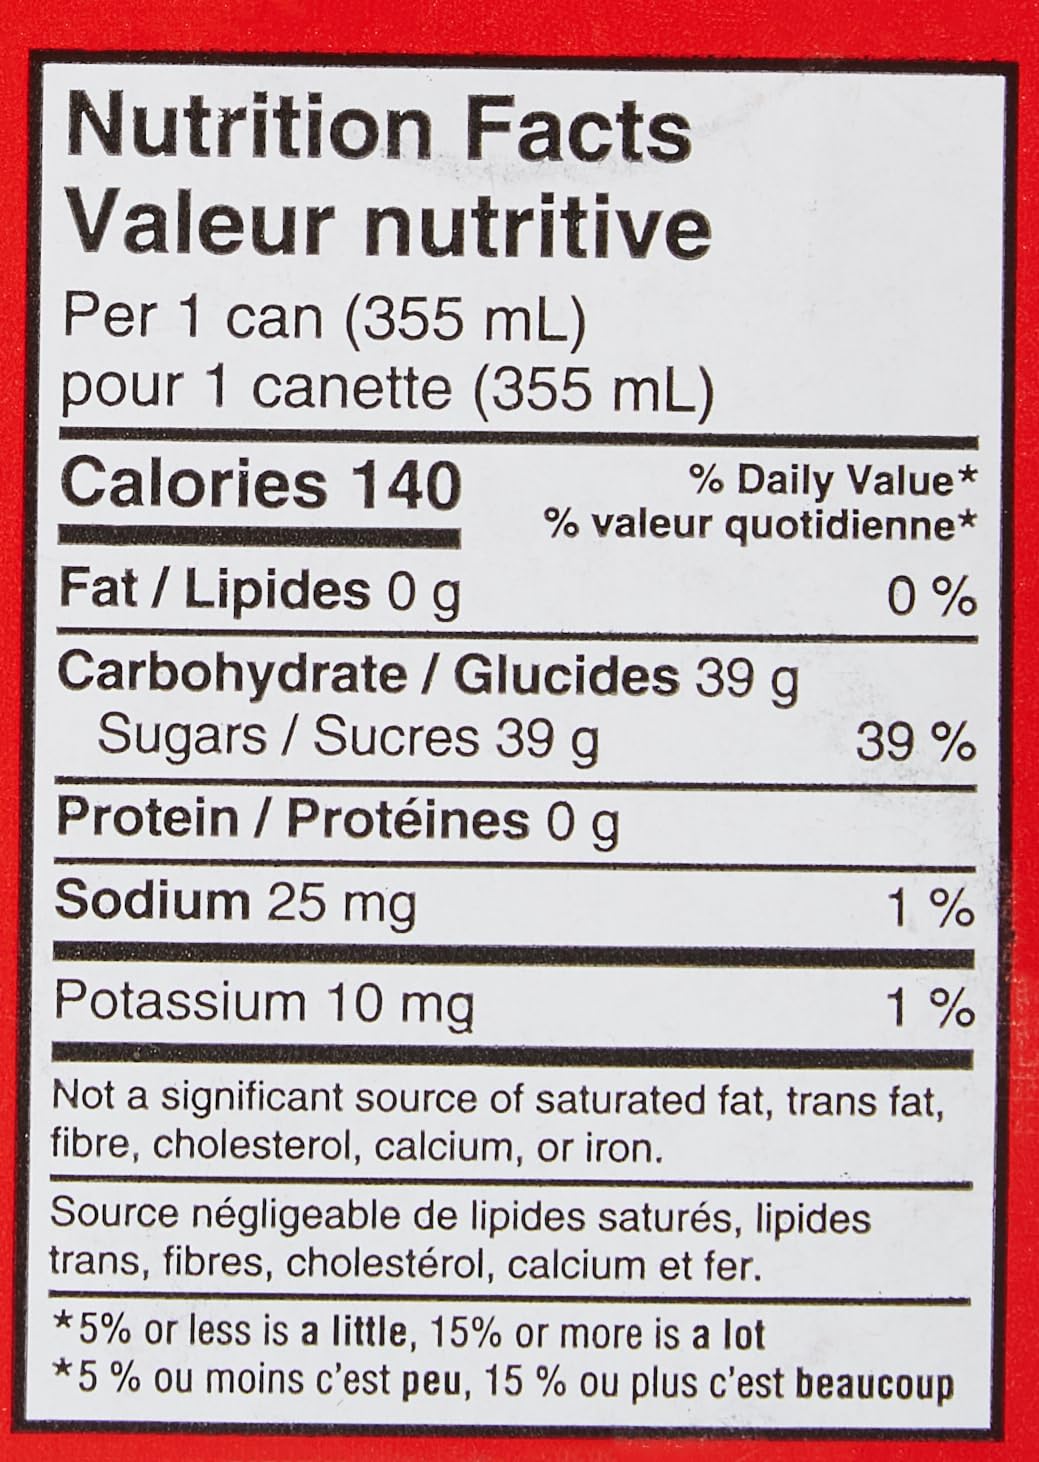 Nutrition Facts
Valeur nutritive
Per 1 can (355 mL)
pour 1 canette (355 mL)
Calories 140
% Daily Value*
% valeur quotidienne*
Fat / Lipides 0 g 0 %
Carbohydrate / Glucides 39 g
Sugars / Sucres 39 g 39 %
Protein / Protéines 0 g
Sodium 25 mg 1 %
Potassium 10 mg 1 %
Not a significant source of saturated fat, trans fat,
fibre, cholesterol, calcium, or iron.
Source négligeable de lipides saturés, lipides
trans, fibres, cholestérol, calcium et fer.
*5% or less is a little, 15% or more is a lot
*5 % ou moins c'est peu, 15 % ou plus c'est beaucoup